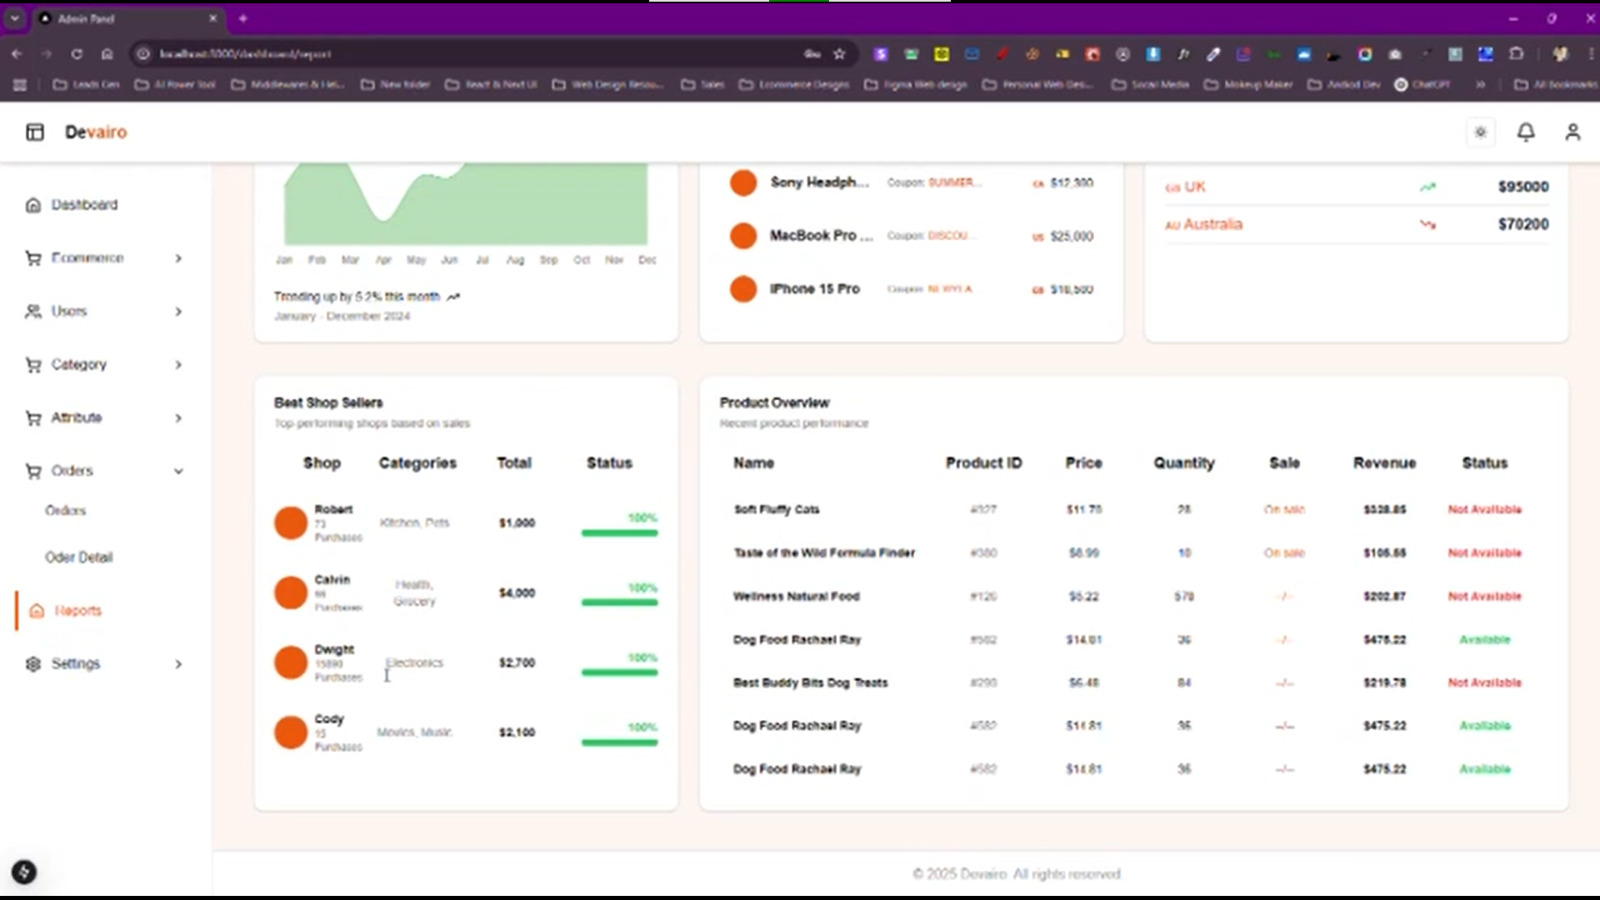 Admin Panel
localhost:3000/dashboard/report
Leads Gen
AI Power Tool
Middlewares & Hel...
New folder
React & Next UI
Web Design Resou...
Sales
Ecommerce Designs
Figma Web design
Personal Web Des...
Social Media
Makeup Maker
Andriod Dev
ChatGPT
All Bookmarks
Devairo
Dashboard
Ecommerce
Users
Category
Attribute
Orders
Orders
Oder Detail
Reports
Settings
Jan Feb Mar Apr May Jun Jul Aug Sep Oct Nov Dec
Trending up by 5.2% this month
January - December 2024
Sony Headph... Coupon: SUMMER... CA $12,300
MacBook Pro ... Coupon: DISCOU... US $25,000
iPhone 15 Pro Coupon: GB $18,500
GB UK $95000
AU Australia $70200
Best Shop Sellers
Top-performing shops based on sales
Shop Categories Total Status
Robert 73 Purchases Kitchen, Pets $1,000 100%
Calvin Purchases Health, Grocery $4,000 100%
Dwight Purchases Electronics $2,700 100%
Cody 15 Purchases Movies, Music $2,100 100%
Product Overview
Recent product performance
Name Product ID Price Quantity Sale Revenue Status
Soft Fluffy Cats #327 $11.70 28 On sale $328.85 Not Available
Taste of the Wild Formula Finder #380 $8.99 10 On sale $105.55 Not Available
Wellness Natural Food #126 $5.22 578 --/-- $202.87 Not Available
Dog Food Rachael Ray #582 $14.81 36 --/-- $475.22 Available
Best Buddy Bits Dog Treats #293 $6.48 84 --/-- $219.78 Not Available
Dog Food Rachael Ray #582 $14.81 36 --/-- $475.22 Available
Dog Food Rachael Ray #582 $14.81 36 --/-- $475.22 Available
© 2025 Devairo. All rights reserved.